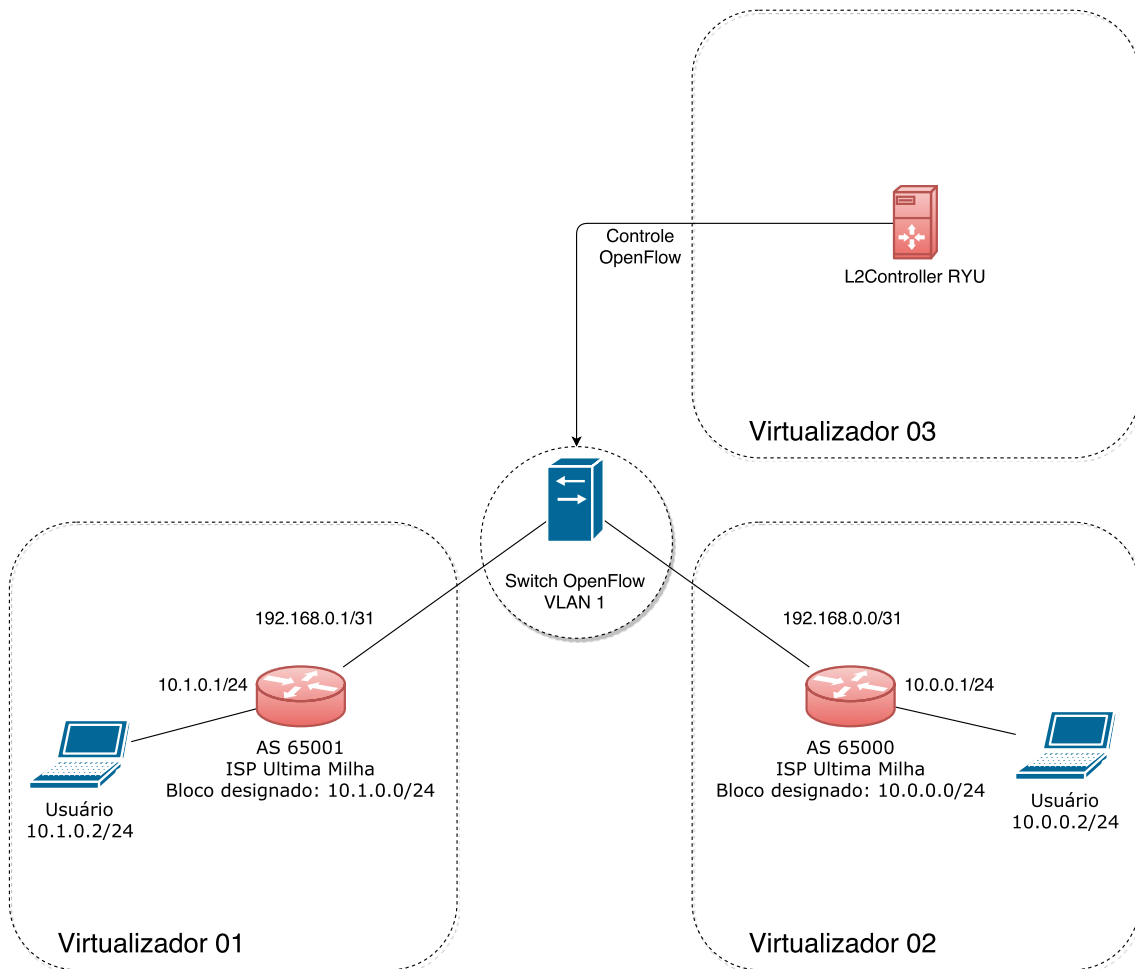 Controle
OpenFlow
L2Controller RYU
Virtualizador 03
Switch OpenFlow
VLAN 1
192.168.0.1/31
192.168.0.0/31
10.1.0.1/24
10.0.0.1/24
AS 65001
ISP Ultima Milha
Bloco designado: 10.1.0.0/24
AS 65000
ISP Ultima Milha
Bloco designado: 10.0.0.0/24
Usuário
10.1.0.2/24
Usuário
10.0.0.2/24
Virtualizador 01
Virtualizador 02